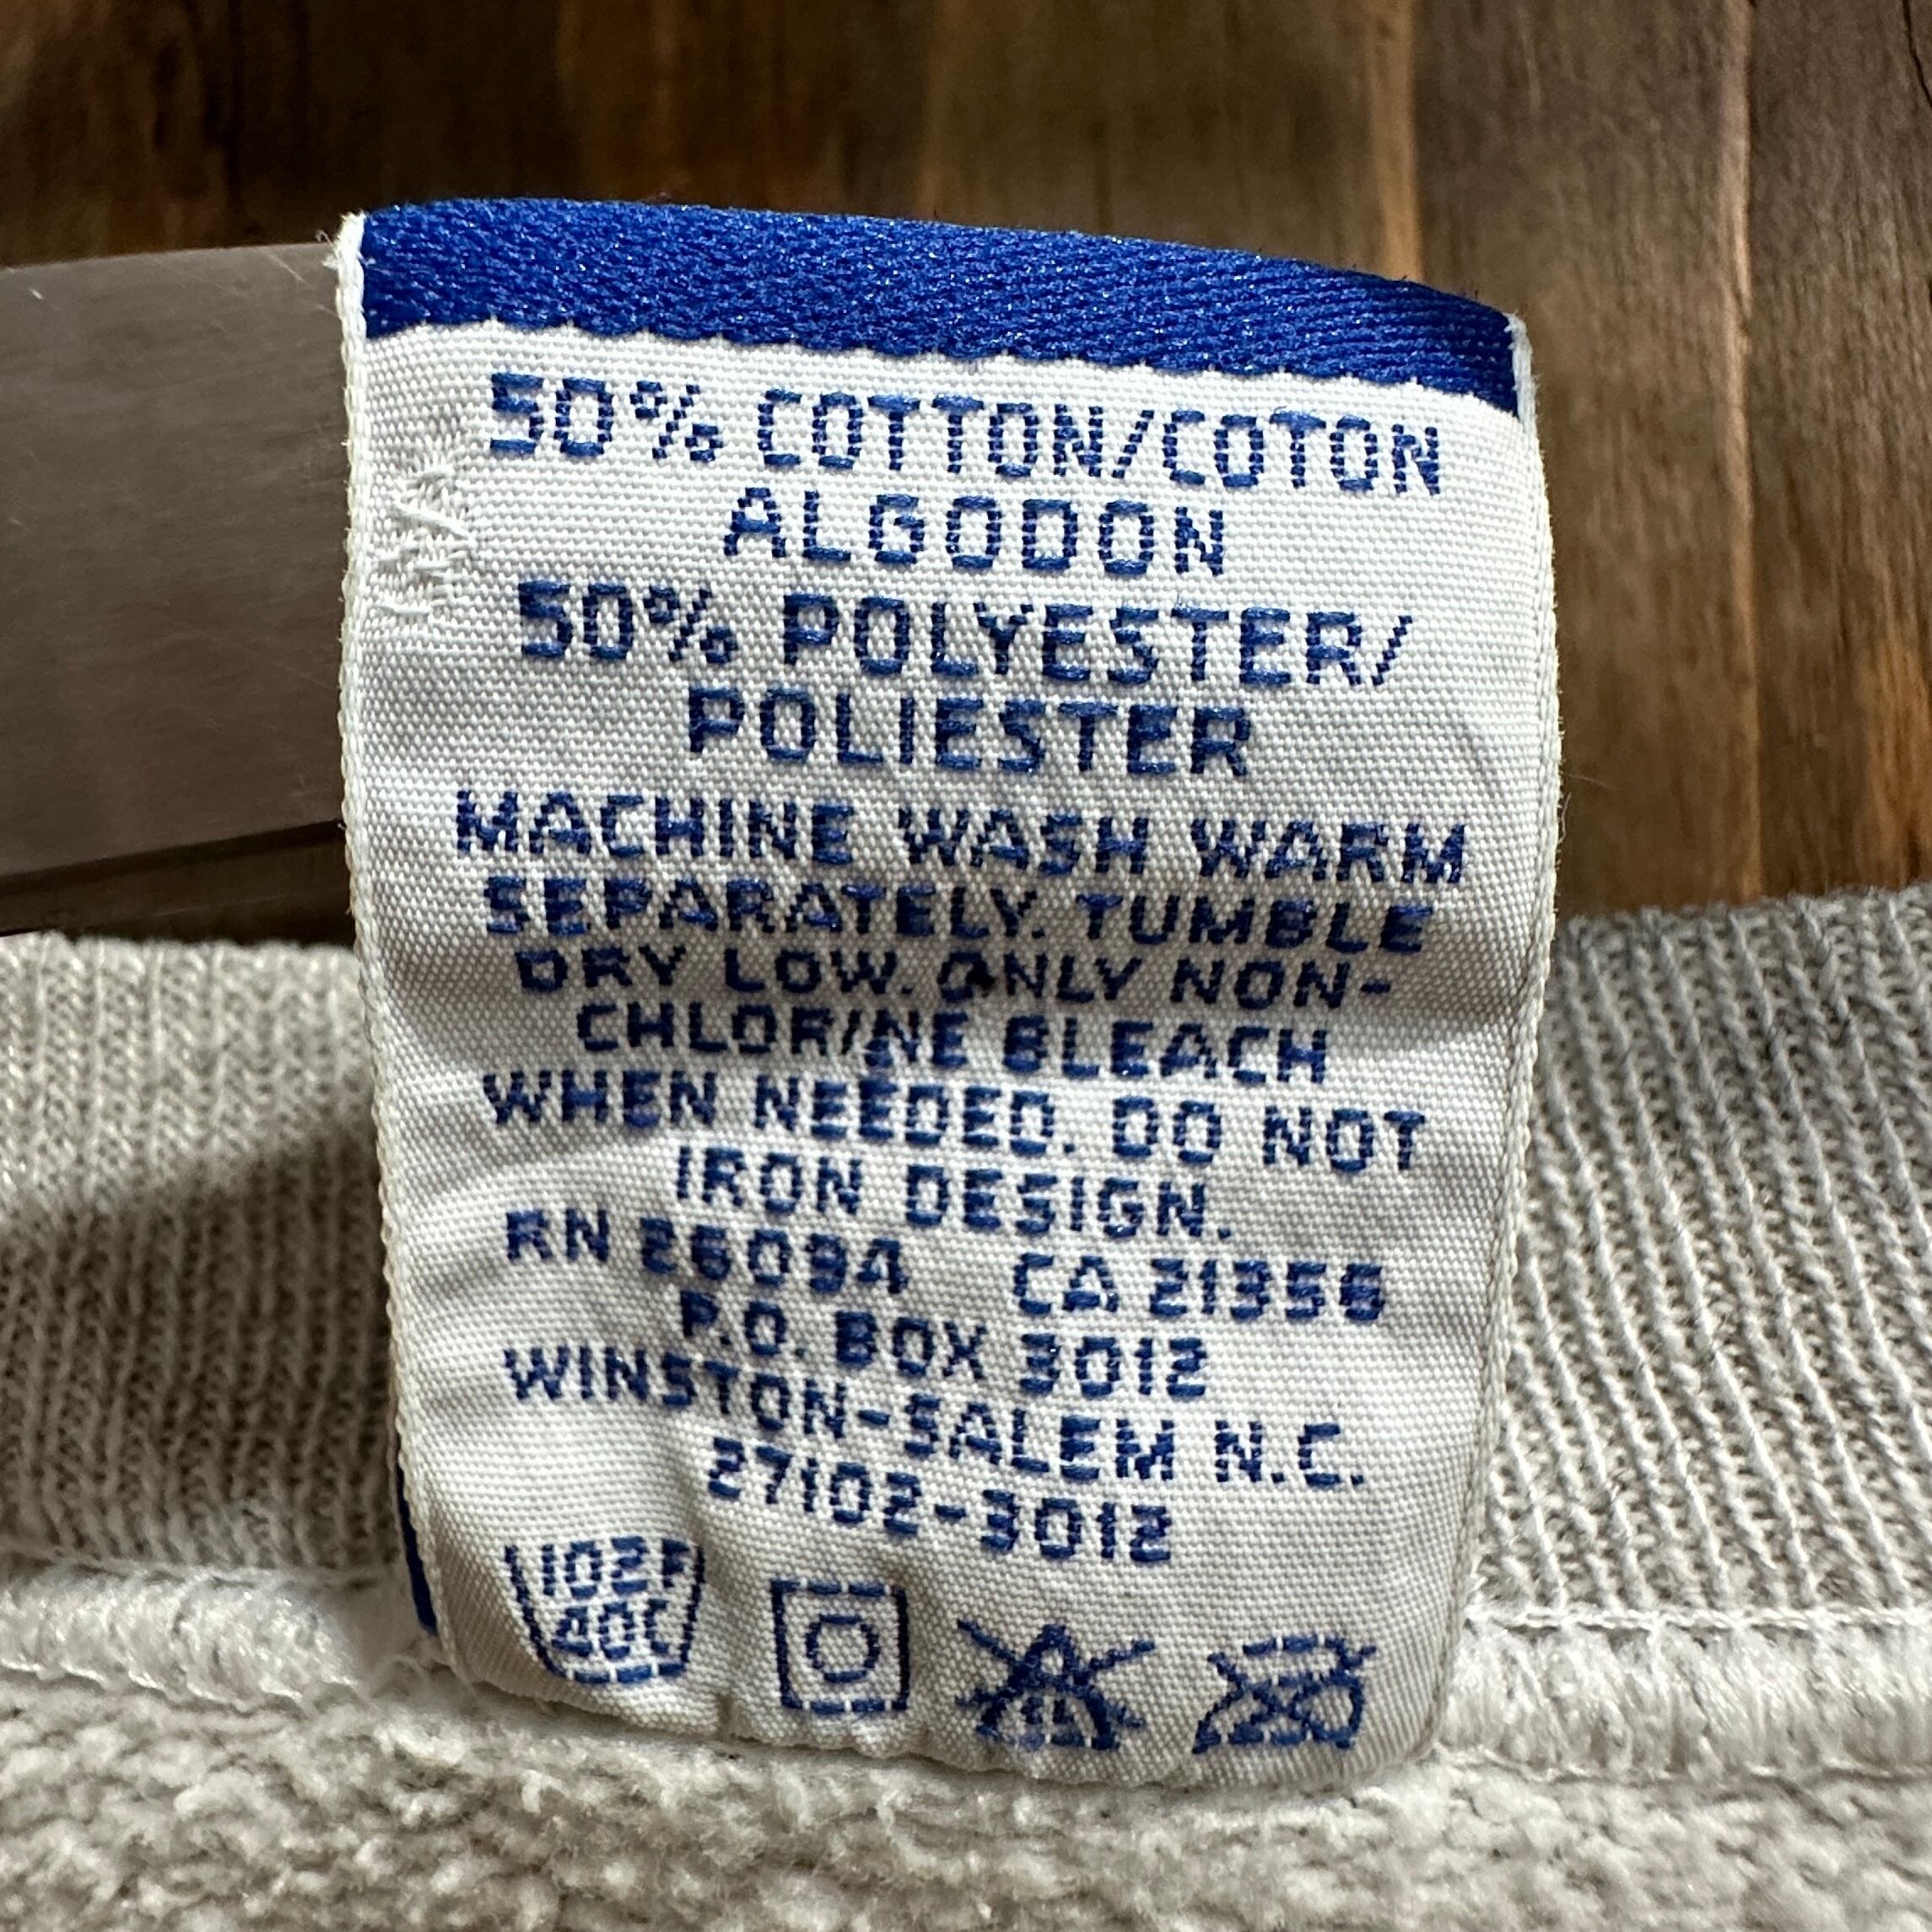 50% COTTON/COTON
ALGODON
50% POLYESTER/
POLIESTER
MACHINE WASH WARM
SEPARATELY. TUMBLE
DRY LOW. ONLY NON-
CHLORINE BLEACH
WHEN NEEDED. DO NOT
IRON DESIGN.
RN 26094 CA 21356
P.O. BOX 3012
WINSTON-SALEM N.C.
27102-3012
102F
40C